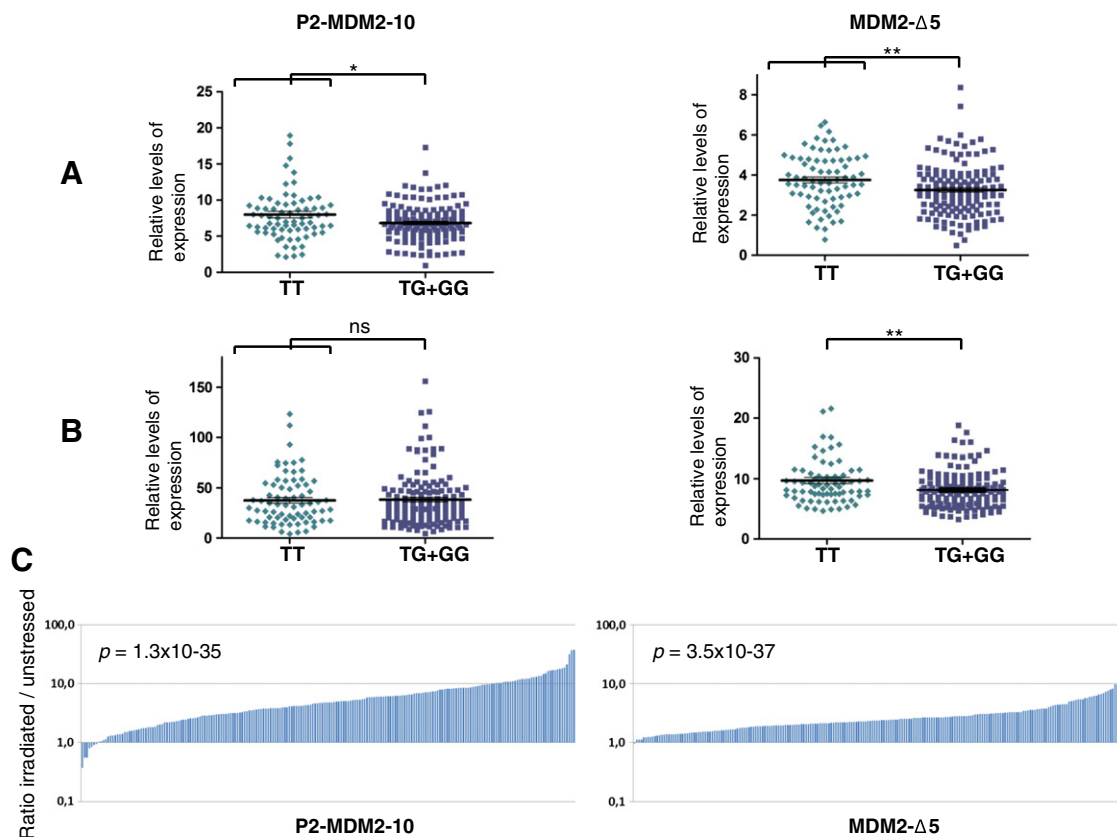 P2-MDM2-10
MDM2-Δ5
A
Relative levels of
expression
25
20
15
10
5
0
*
TT
TG+GG
Relative levels of
expression
8
6
4
2
0
**
TT
TG+GG
B
Relative levels of
expression
150
100
50
0
ns
TT
TG+GG
Relative levels of
expression
30
20
10
0
**
TT
TG+GG
C
Ratio irradiated / unstressed
100,0
10,0
1,0
0,1
p = 1.3x10-35
P2-MDM2-10
100,0
10,0
1,0
0,1
p = 3.5x10-37
MDM2-Δ5